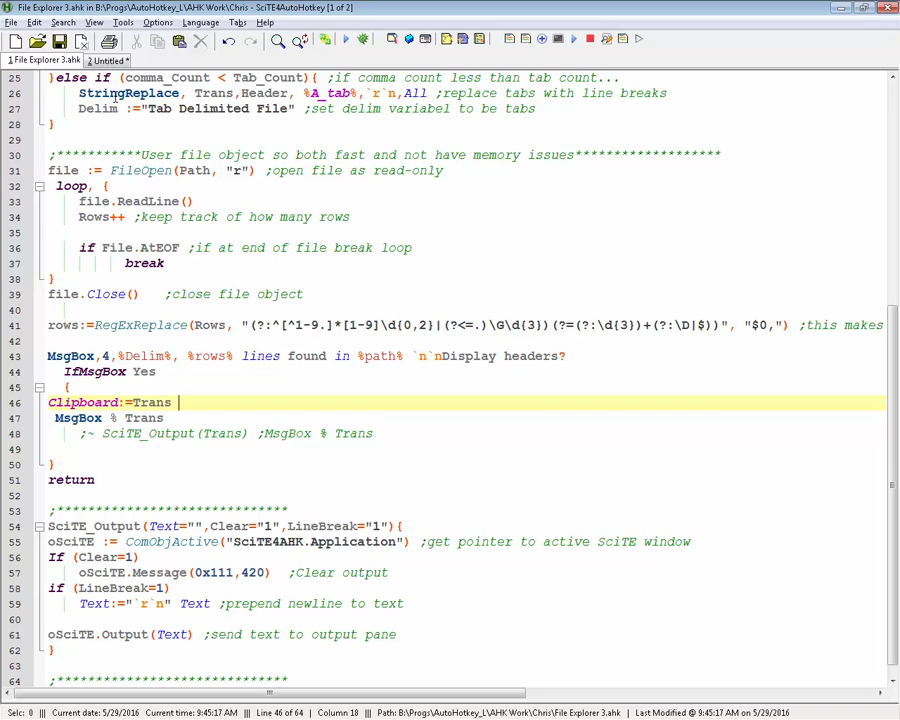 File Explorer 3.ahk in B:\Progs\AutoHotkey_L\AHK Work\Chris - SciTE4AutoHotkey [1 of 2]
File Edit Search View Tools Options Language Tabs Help
1 File Explorer 3.ahk 2 Untitled *
25 }else if (comma_Count < Tab_Count){ ;if comma count less than tab count...
26 StringReplace, Trans,Header, %A_tab%,`r`n,All ;replace tabs with line breaks
27 Delim :="Tab Delimited File" ;set delim variabel to be tabs
28 }
29
30 ;***********User file object so both fast and not have memory issues*******************
31 file := FileOpen(Path, "r") ;open file as read-only
32 loop, {
33 file.ReadLine()
34 Rows++ ;keep track of how many rows
35
36 if File.AtEOF ;if at end of file break loop
37 break
38 }
39 file.Close() ;close file object
40
41 rows:=RegExReplace(Rows, "(?:^[^1-9.]*[1-9]\d{0,2}|(?<=.)\G\d{3})(?=(?:\d{3})+(?:\D|$))", "$0,") ;this makes
42
43 MsgBox,4,%Delim%, %rows% lines found in %path% `n`nDisplay headers?
44 IfMsgBox Yes
45 {
46 Clipboard:=Trans
47 MsgBox % Trans
48 ;~ SciTE_Output(Trans) ;MsgBox % Trans
49
50 }
51 return
52
53 ;******************************
54 SciTE_Output(Text="",Clear="1",LineBreak="1"){
55 oSciTE := ComObjActive("SciTE4AHK.Application") ;get pointer to active SciTE window
56 If (Clear=1)
57 oSciTE.Message(0x111,420) ;Clear output
58 if (LineBreak=1)
59 Text:="`r`n" Text ;prepend newline to text
60
61 oSciTE.Output(Text) ;send text to output pane
62 }
63
64 ;******************************
Selc: 0 ||| Current date: 5/29/2016 Current time: 9:45:17 AM ||| Line 46 of 64 ||| Column 18 ||| Path: B:\Progs\AutoHotkey_L\AHK Work\Chris\File Explorer 3.ahk ||| Last Modified @ 9:45:17 AM on 5/29/2016